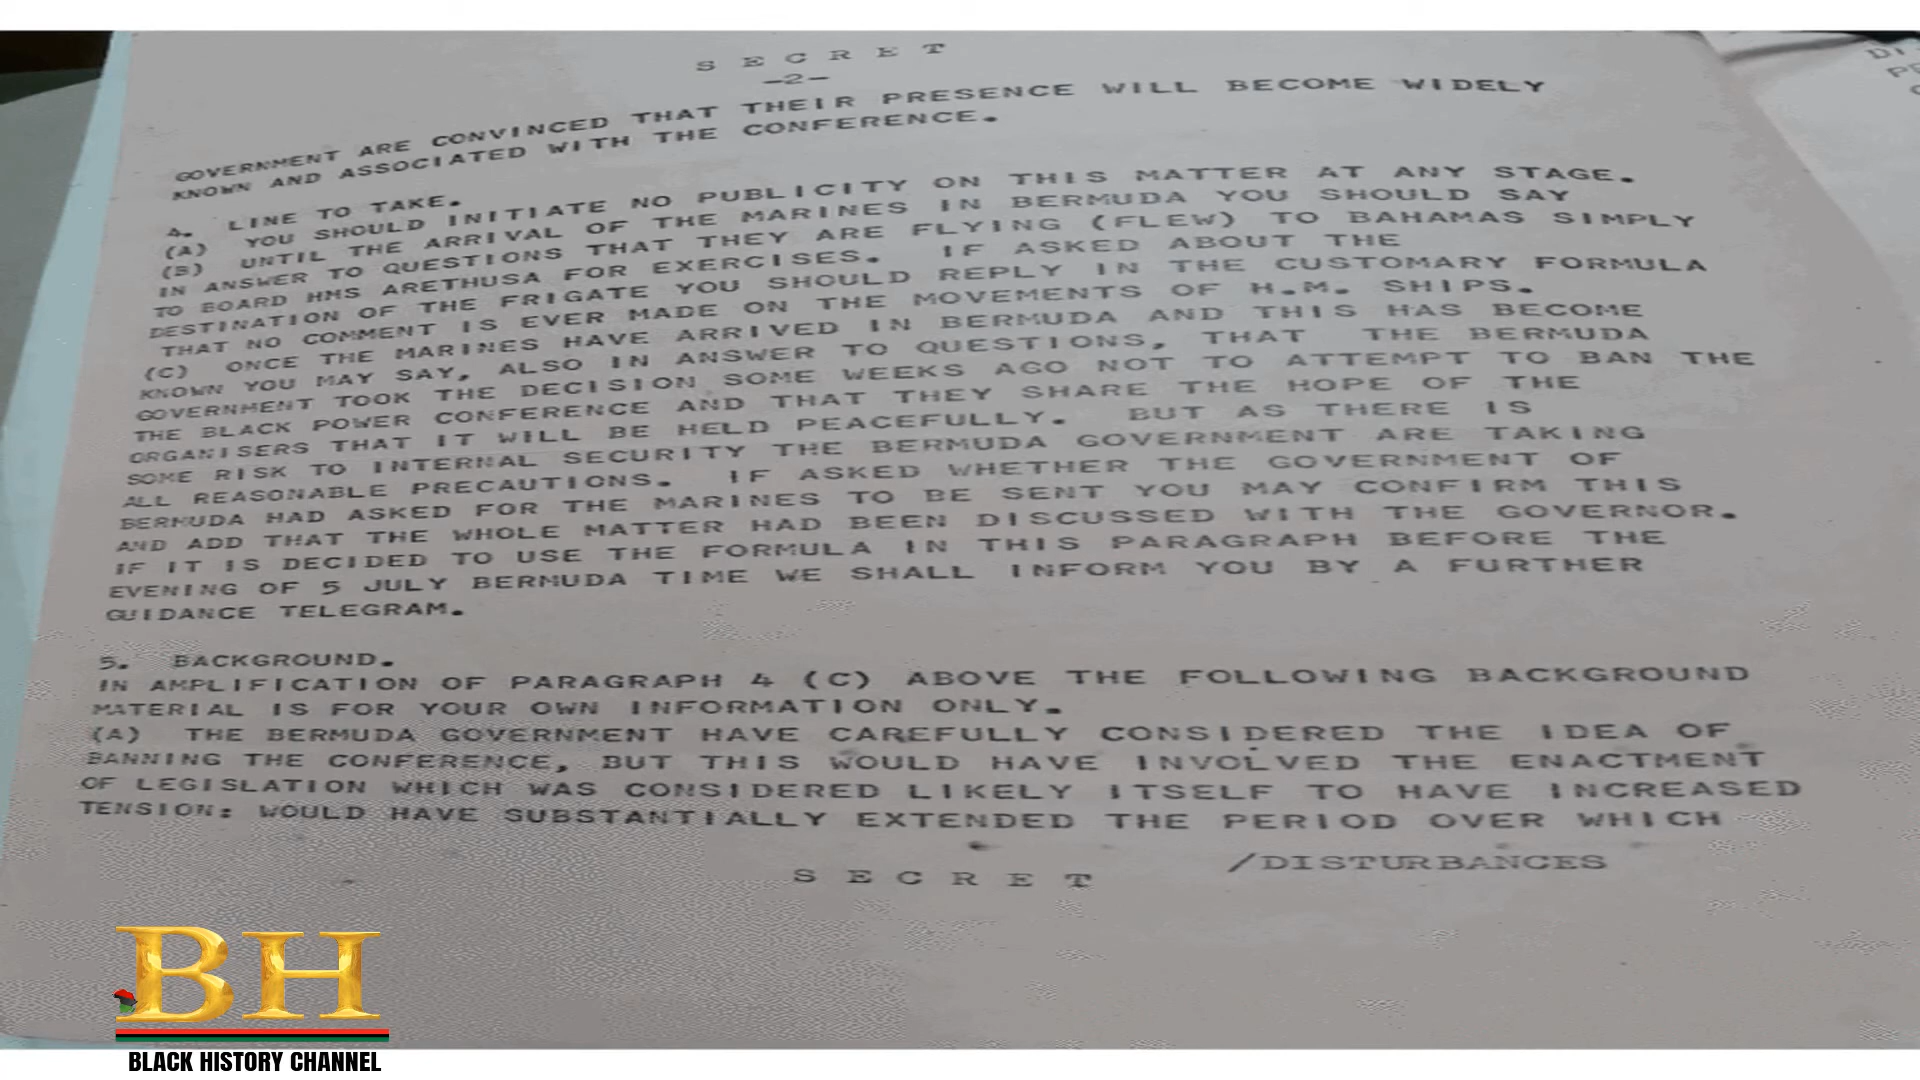 S E C R E T
-2-
GOVERNMENT ARE CONVINCED THAT THEIR PRESENCE WILL BECOME WIDELY
KNOWN AND ASSOCIATED WITH THE CONFERENCE.
4. LINE TO TAKE.
(A) YOU SHOULD INITIATE NO PUBLICITY ON THIS MATTER AT ANY STAGE.
(B) UNTIL THE ARRIVAL OF THE MARINES IN BERMUDA YOU SHOULD SAY
IN ANSWER TO QUESTIONS THAT THEY ARE FLYING (FLEW) TO BAHAMAS SIMPLY
TO BOARD HMS ARETHUSA FOR EXERCISES. IF ASKED ABOUT THE
DESTINATION OF THE FRIGATE YOU SHOULD REPLY IN THE CUSTOMARY FORMULA
THAT NO COMMENT IS EVER MADE ON THE MOVEMENTS OF H.M. SHIPS.
(C) ONCE THE MARINES HAVE ARRIVED IN BERMUDA AND THIS HAS BECOME
KNOWN YOU MAY SAY, ALSO IN ANSWER TO QUESTIONS, THAT THE BERMUDA
GOVERNMENT TOOK THE DECISION SOME WEEKS AGO NOT TO ATTEMPT TO BAN THE
THE BLACK POWER CONFERENCE AND THAT THEY SHARE THE HOPE OF THE
ORGANISERS THAT IT WILL BE HELD PEACEFULLY. BUT AS THERE IS
SOME RISK TO INTERNAL SECURITY THE BERMUDA GOVERNMENT ARE TAKING
ALL REASONABLE PRECAUTIONS. IF ASKED WHETHER THE GOVERNMENT OF
BERMUDA HAD ASKED FOR THE MARINES TO BE SENT YOU MAY CONFIRM THIS
AND ADD THAT THE WHOLE MATTER HAD BEEN DISCUSSED WITH THE GOVERNOR.
IF IT IS DECIDED TO USE THE FORMULA IN THIS PARAGRAPH BEFORE THE
EVENING OF 5 JULY BERMUDA TIME WE SHALL INFORM YOU BY A FURTHER
GUIDANCE TELEGRAM.
5. BACKGROUND.
IN AMPLIFICATION OF PARAGRAPH 4 (C) ABOVE THE FOLLOWING BACKGROUND
MATERIAL IS FOR YOUR OWN INFORMATION ONLY.
(A) THE BERMUDA GOVERNMENT HAVE CAREFULLY CONSIDERED THE IDEA OF
BANNING THE CONFERENCE, BUT THIS WOULD HAVE INVOLVED THE ENACTMENT
OF LEGISLATION WHICH WAS CONSIDERED LIKELY ITSELF TO HAVE INCREASED
TENSION: WOULD HAVE SUBSTANTIALLY EXTENDED THE PERIOD OVER WHICH
/DISTURBANCES
S E C R E T
BH
BLACK HISTORY CHANNEL